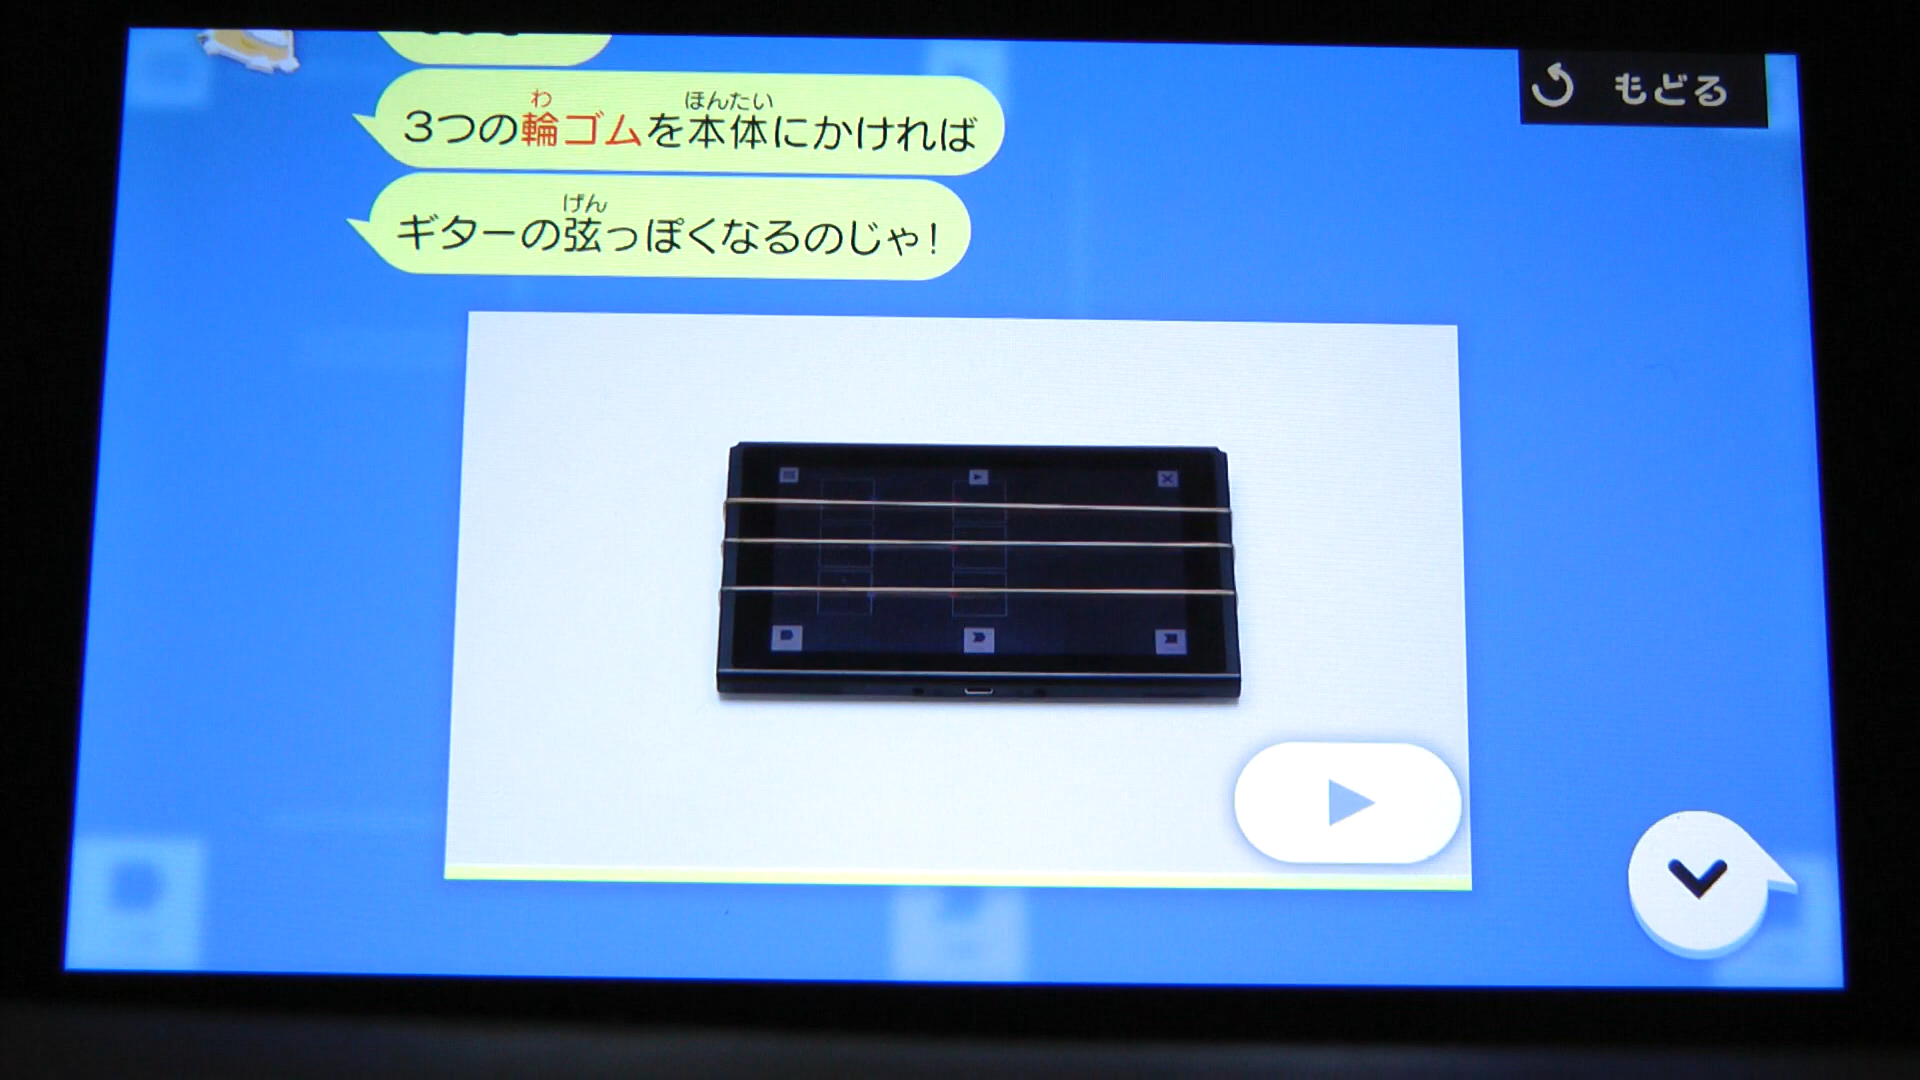 もどる
3つの輪ゴムを本体にかければ
ギターの弦っぽくなるのじゃ!